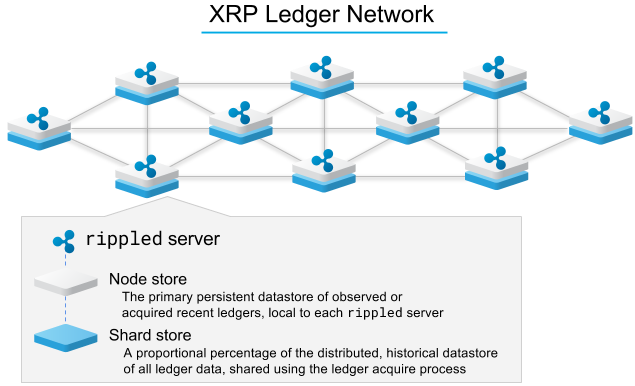 XRP Ledger Network
rippled server
Node store
The primary persistent datastore of observed or
acquired recent ledgers, local to each rippled server
Shard store
A proportional percentage of the distributed, historical datastore
of all ledger data, shared using the ledger acquire process